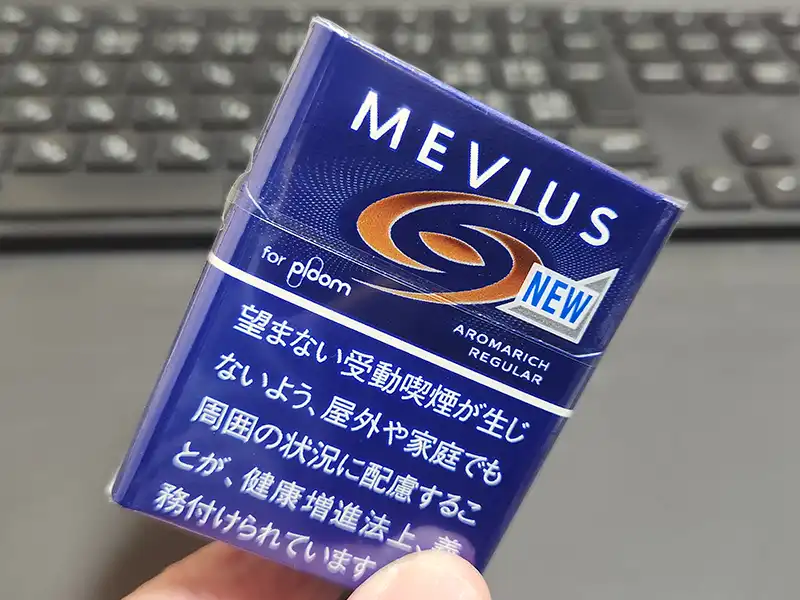 MEVIUS
for ploom
NEW
AROMARICH
REGULAR
望まない受動喫煙が生じ
ないよう、屋外や家庭でも
周囲の状況に配慮するこ
とが、健康増進法上、義
務付けられています